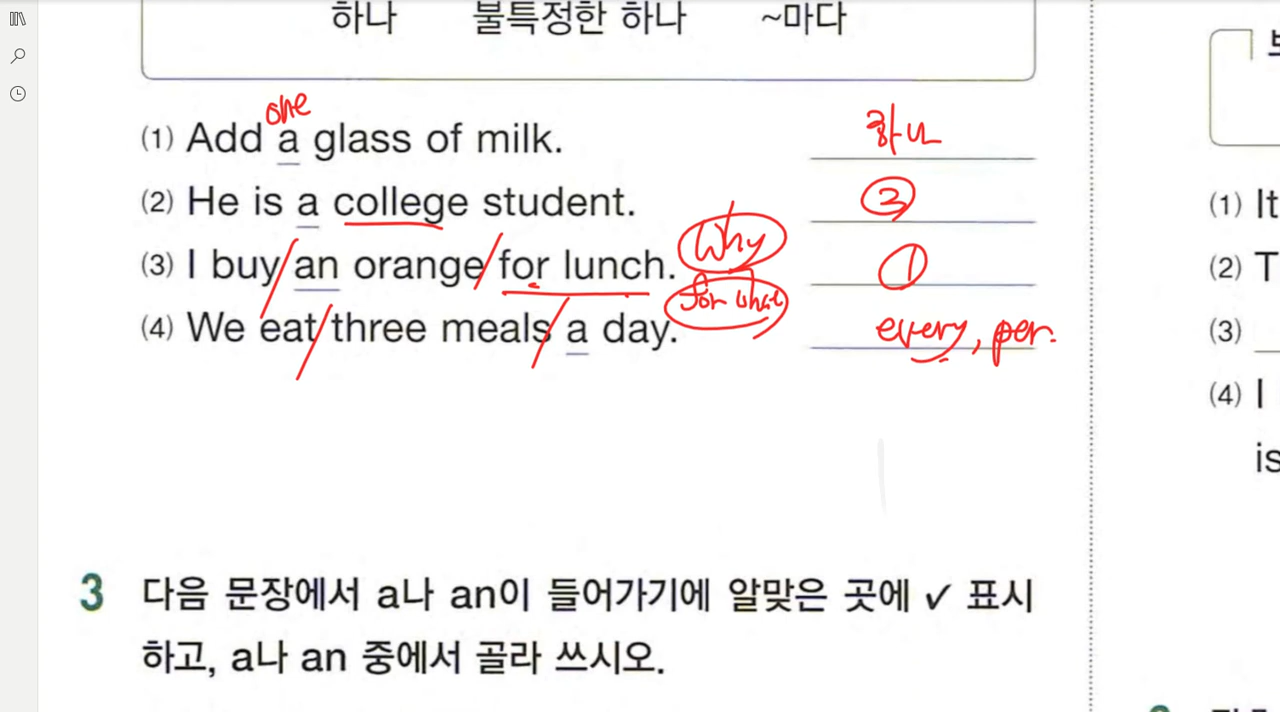 하나 불특정한 하나 ~마다
one
(1) Add a glass of milk. 하나
(2) He is a college student. ②
(3) I buy an orange for lunch. Why ①
for what
(4) We eat three meals a day. every, per.
3 다음 문장에서 a나 an이 들어가기에 알맞은 곳에 ✓ 표시
하고, a나 an 중에서 골라 쓰시오.
(1) It
(2) T
(3)
(4) I
is